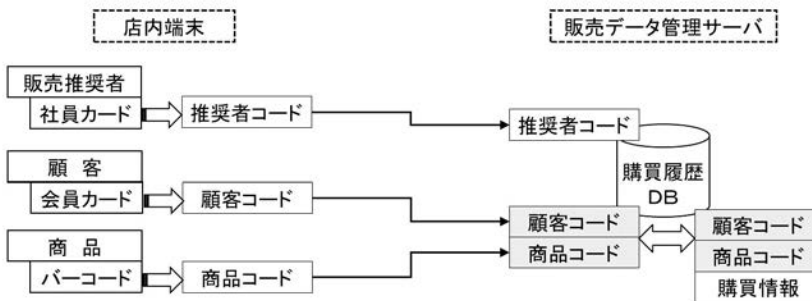 店内端末
販売データ管理サーバ
販売推奨者
社員カード
推奨者コード
推奨者コード
購買履歴
DB
顧 客
会員カード
顧客コード
顧客コード
顧客コード
商 品
バーコード
商品コード
商品コード
商品コード
購買情報